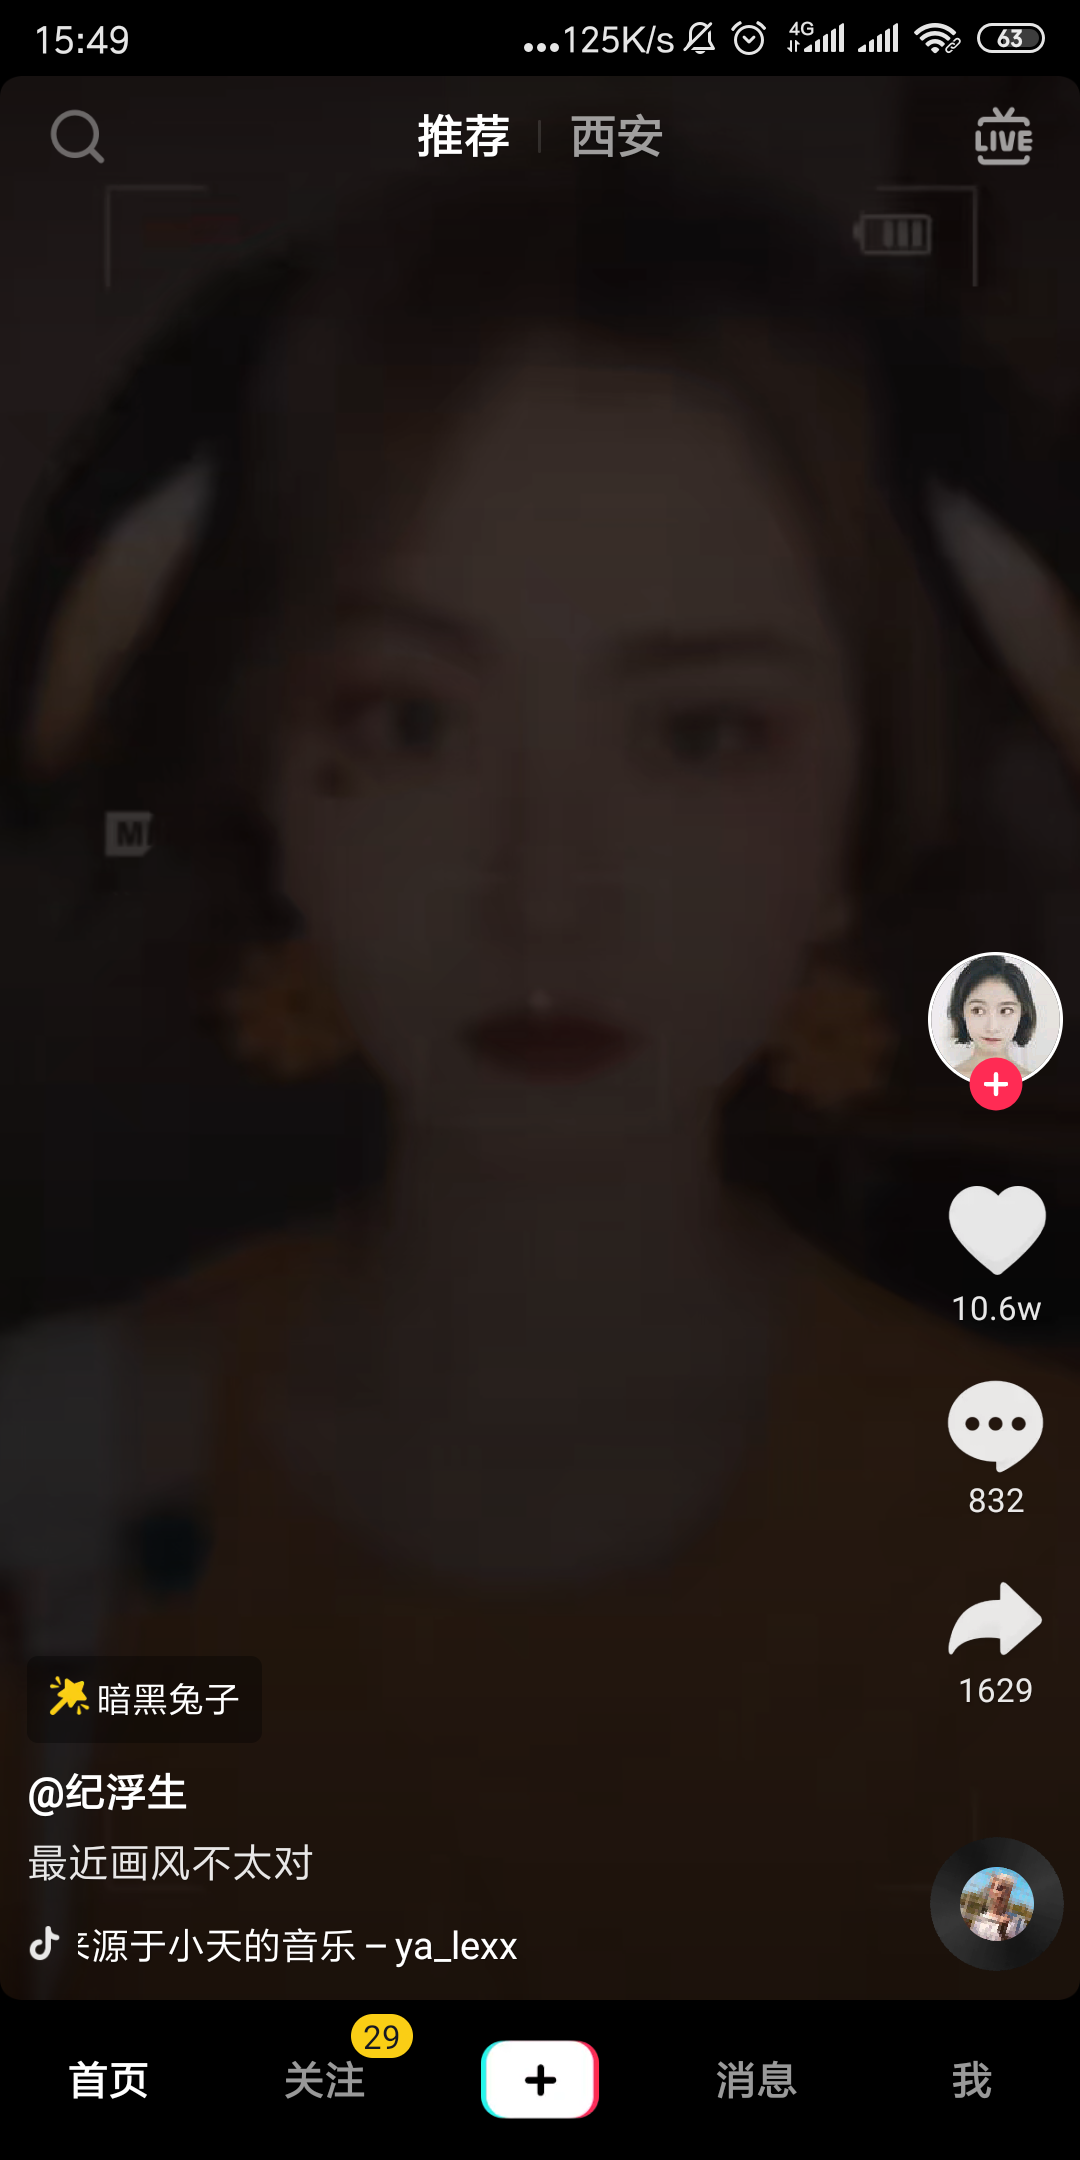 15:49
...125K/s 4G 63
推荐 | 西安
LIVE
M
10.6w
832
1629
暗黑兔子
@纪浮生
最近画风不太对
源于小天的音乐 – ya_lexx
29
首页 关注 + 消息 我